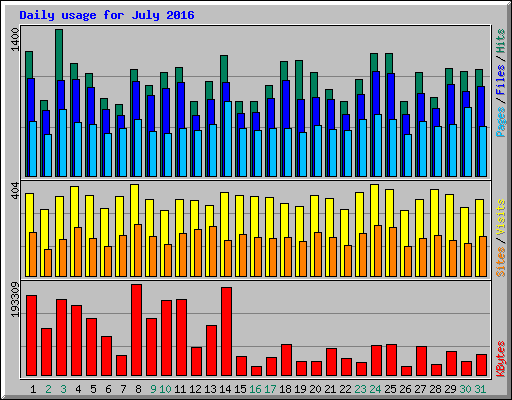 Daily usage for July 2016
1400
Pages / Files / Hits
404
Sites / Visits
193309
KBytes
1 2 3 4 5 6 7 8 9 10 11 12 13 14 15 16 17 18 19 20 21 22 23 24 25 26 27 28 29 30 31